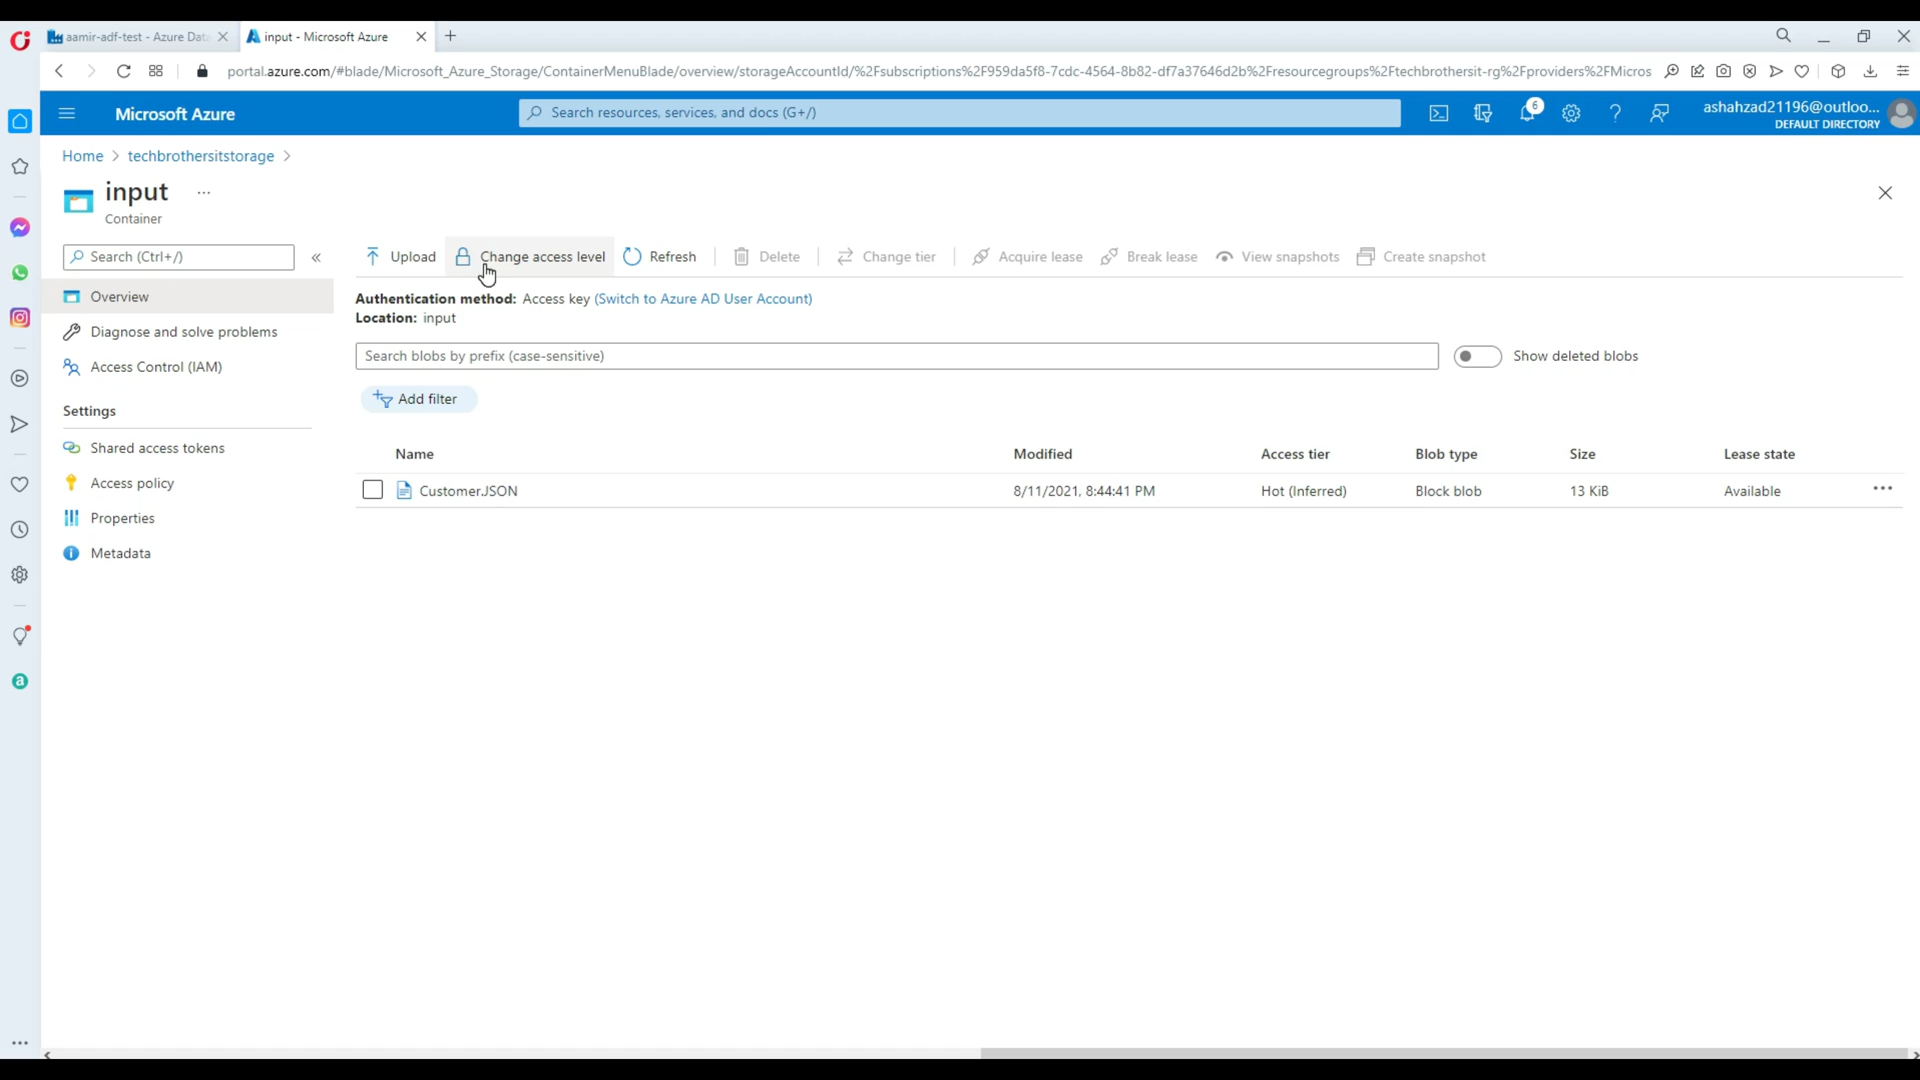 aamir-adf-test - Azure Dat
input - Microsoft Azure
portal.azure.com/#blade/Microsoft_Azure_Storage/ContainerMenuBlade/overview/storageAccountId/%2Fsubscriptions%2F959da5f8-7cdc-4564-8b82-df7a37646d2b%2Fresourcegroups%2Ftechbrothersit-rg%2Fproviders%2FMicros
Microsoft Azure
Search resources, services, and docs (G+/)
6
ashahzad21196@outloo...
DEFAULT DIRECTORY
Home > techbrothersitstorage >
input ...
Container
Search (Ctrl+/)
«
Upload
Change access level
Refresh
Delete
Change tier
Acquire lease
Break lease
View snapshots
Create snapshot
Overview
Diagnose and solve problems
Access Control (IAM)
Settings
Shared access tokens
Access policy
Properties
Metadata
Authentication method: Access key (Switch to Azure AD User Account)
Location: input
Search blobs by prefix (case-sensitive)
Show deleted blobs
Add filter
Name Modified Access tier Blob type Size Lease state
Customer.JSON 8/11/2021, 8:44:41 PM Hot (Inferred) Block blob 13 KiB Available ...